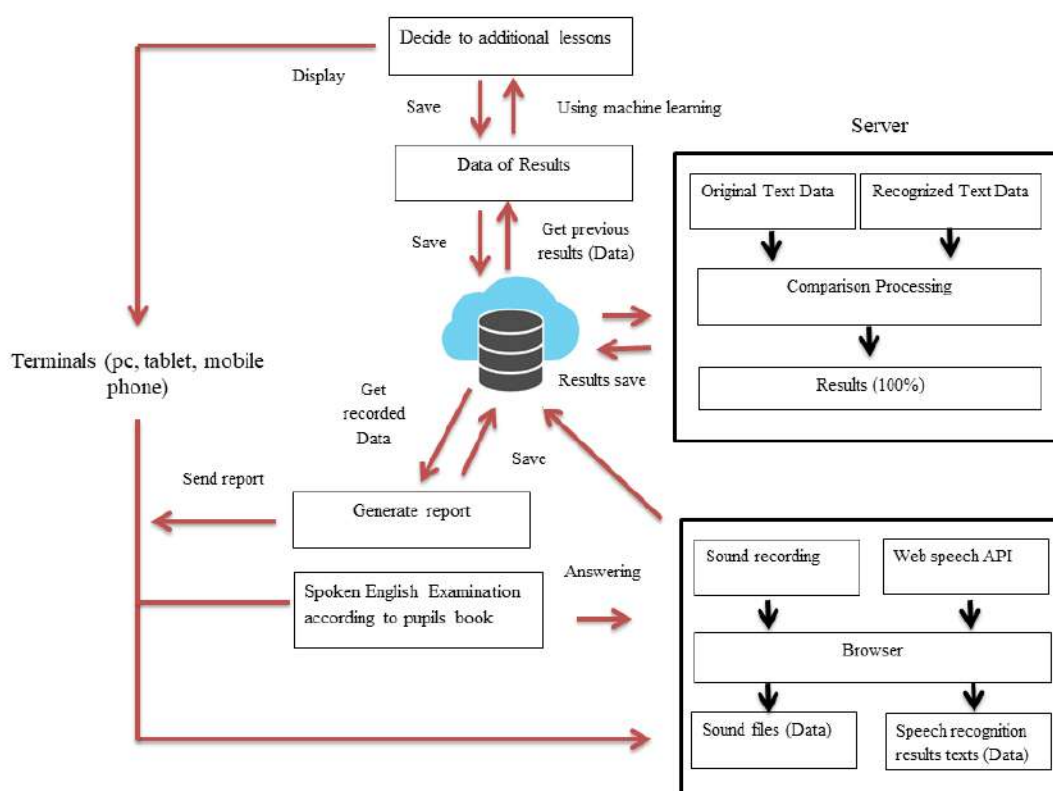 Decide to additional lessons
Display
Save
Using machine learning
Server
Data of Results
Original Text Data
Recognized Text Data
Save
Get previous
results (Data)
Comparison Processing
Terminals (pc, tablet, mobile
phone)
Results save
Results (100%)
Get
recorded
Data
Save
Send report
Generate report
Sound recording
Web speech API
Answering
Spoken English Examination
according to pupils book
Browser
Sound files (Data)
Speech recognition
results texts (Data)